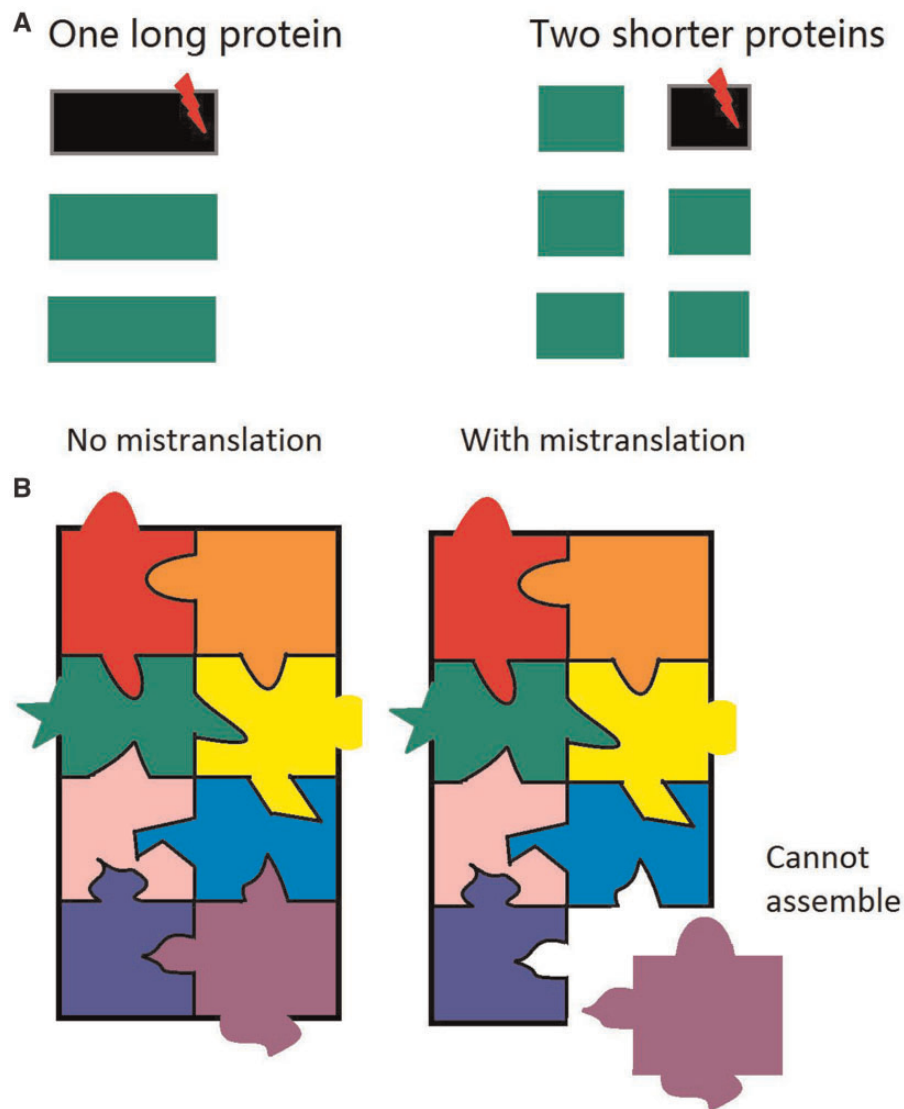 A
One long protein
Two shorter proteins
No mistranslation
With mistranslation
B
Cannot
assemble